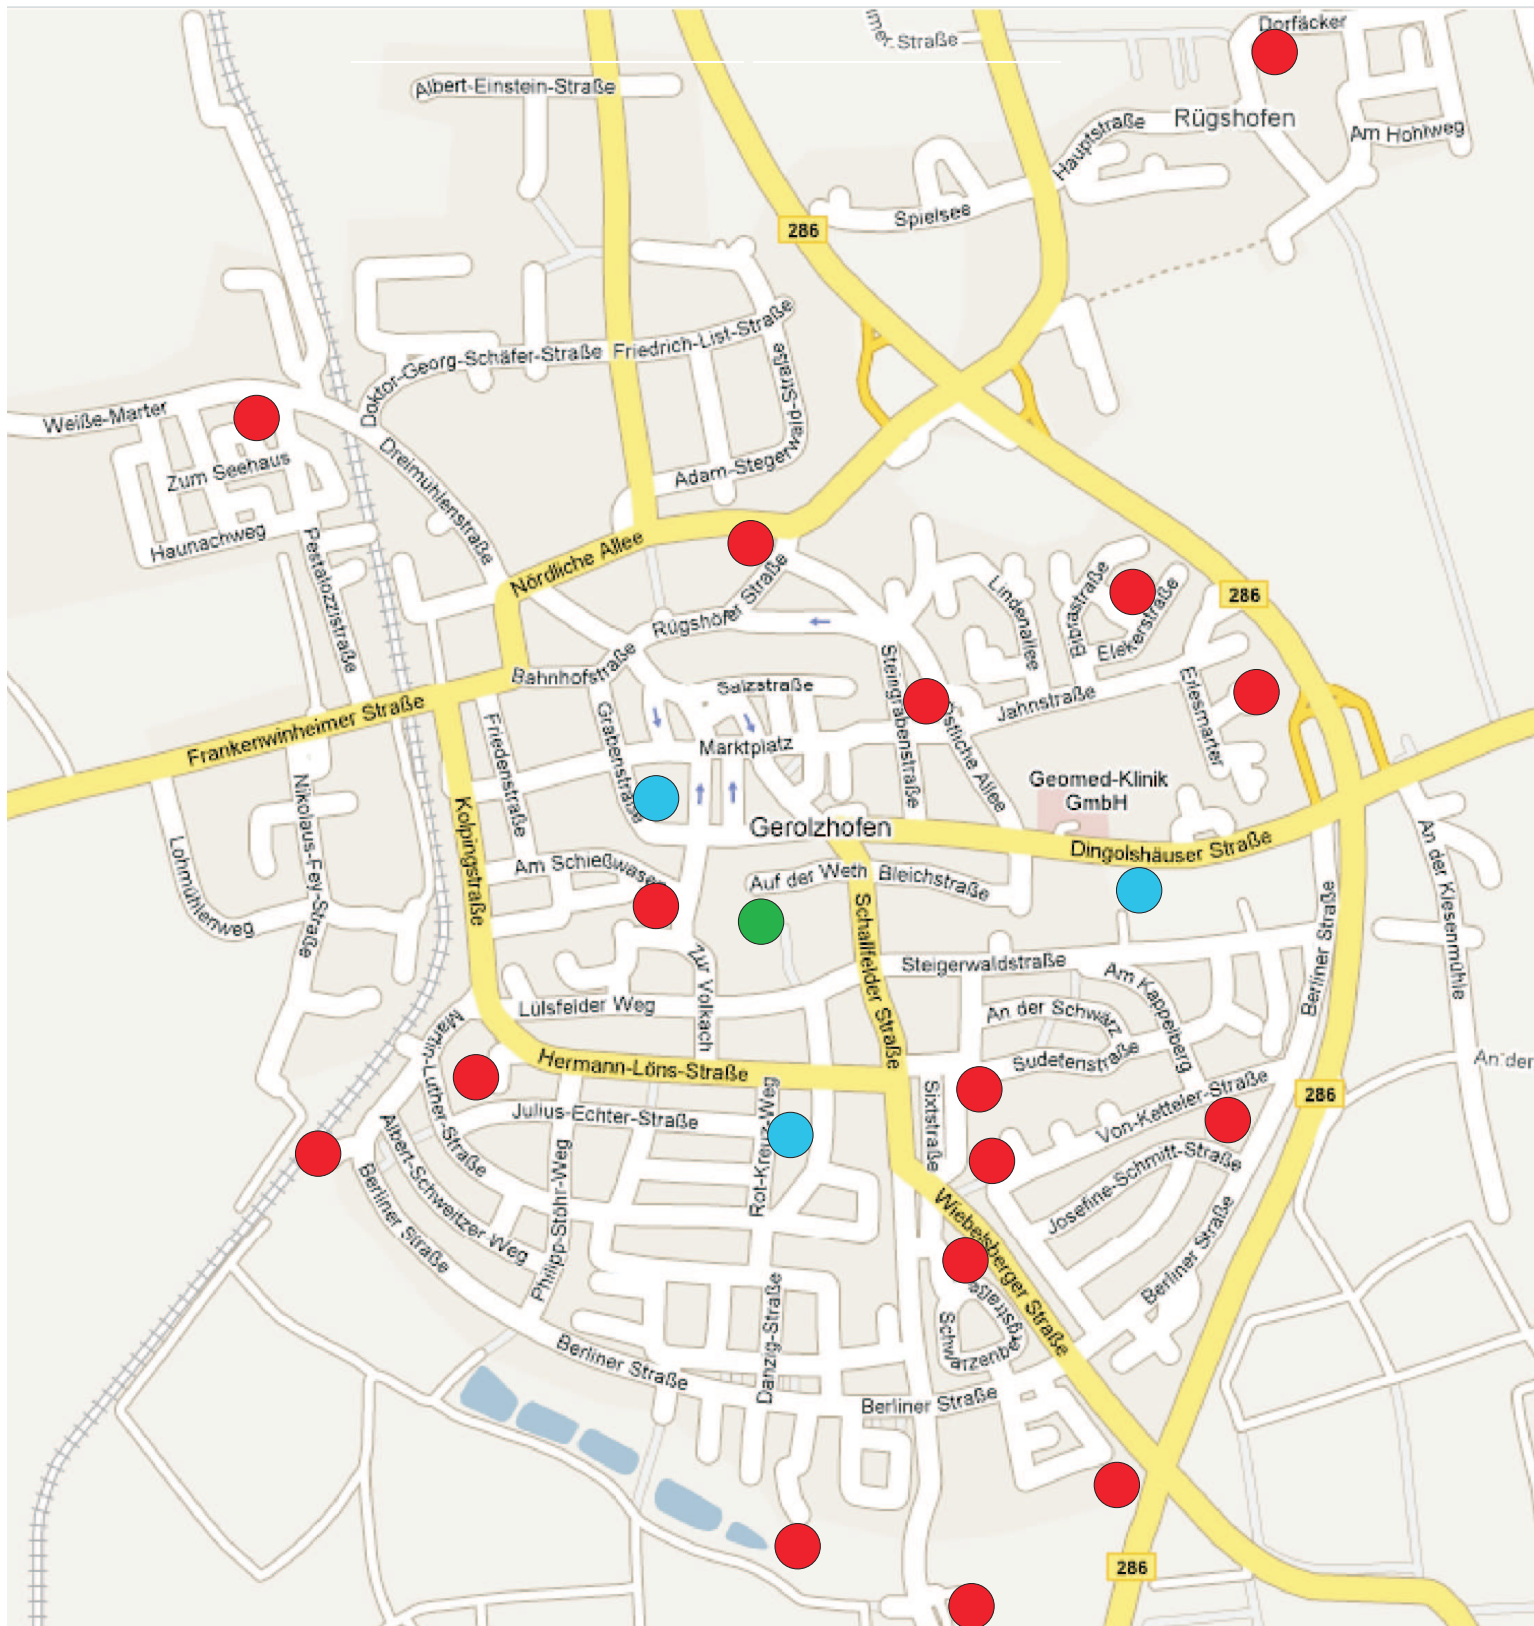 Dorfäcker
Straße
Albert-Einstein-Straße
Rügshofen
Hauptstraße
Am Hohlweg
Spielsee
286
Friedrich-List-Straße
Doktor-Georg-Schäfer-Straße
Weiße-Marter
Dreimühlenstraße
Zum Seehaus
Adam-Stegerwald-Straße
Haunachweg
Nördliche Allee
Pestalozzistraße
Rügshöfer Straße
Lindenallee
Elekerstraße
286
Bahnhofstraße
Salzstraße
Steingrabenstraße
Jahnstraße
Erlesmarter
Frankenwinheimer Straße
Friedenstraße
Grabenstraße
Marktplatz
stliche Allee
Geomed-Klinik
GmbH
Nikolaus-Fey-Straße
Kolpingstraße
Gerolzhofen
Dingolshäuser Straße
Lohmühlenweg
Am Schießwasen
Auf der Weth
Bleichstraße
An der Kiesenmühle
Schallfelder Straße
Berliner Straße
Zur Volkach
Steigerwaldstraße
Am Kappelberg
Lülsfelder Weg
An der Schwarz
Martin-Luther-Straße
Hermann-Löns-Straße
Sudetenstraße
An der
Sixtstraße
286
Julius-Echter-Straße
Rot-Kreuz-Weg
Von-Ketteler-Straße
Albert-Schweitzer-Weg
Philipp-Stöhr-Weg
Josefine-Schmitt-Straße
Berliner Straße
Wiebelsberger Straße
Berliner Straße
Danzig-Straße
Schwarzenbergstraße
Berliner Straße
Berliner Straße
286